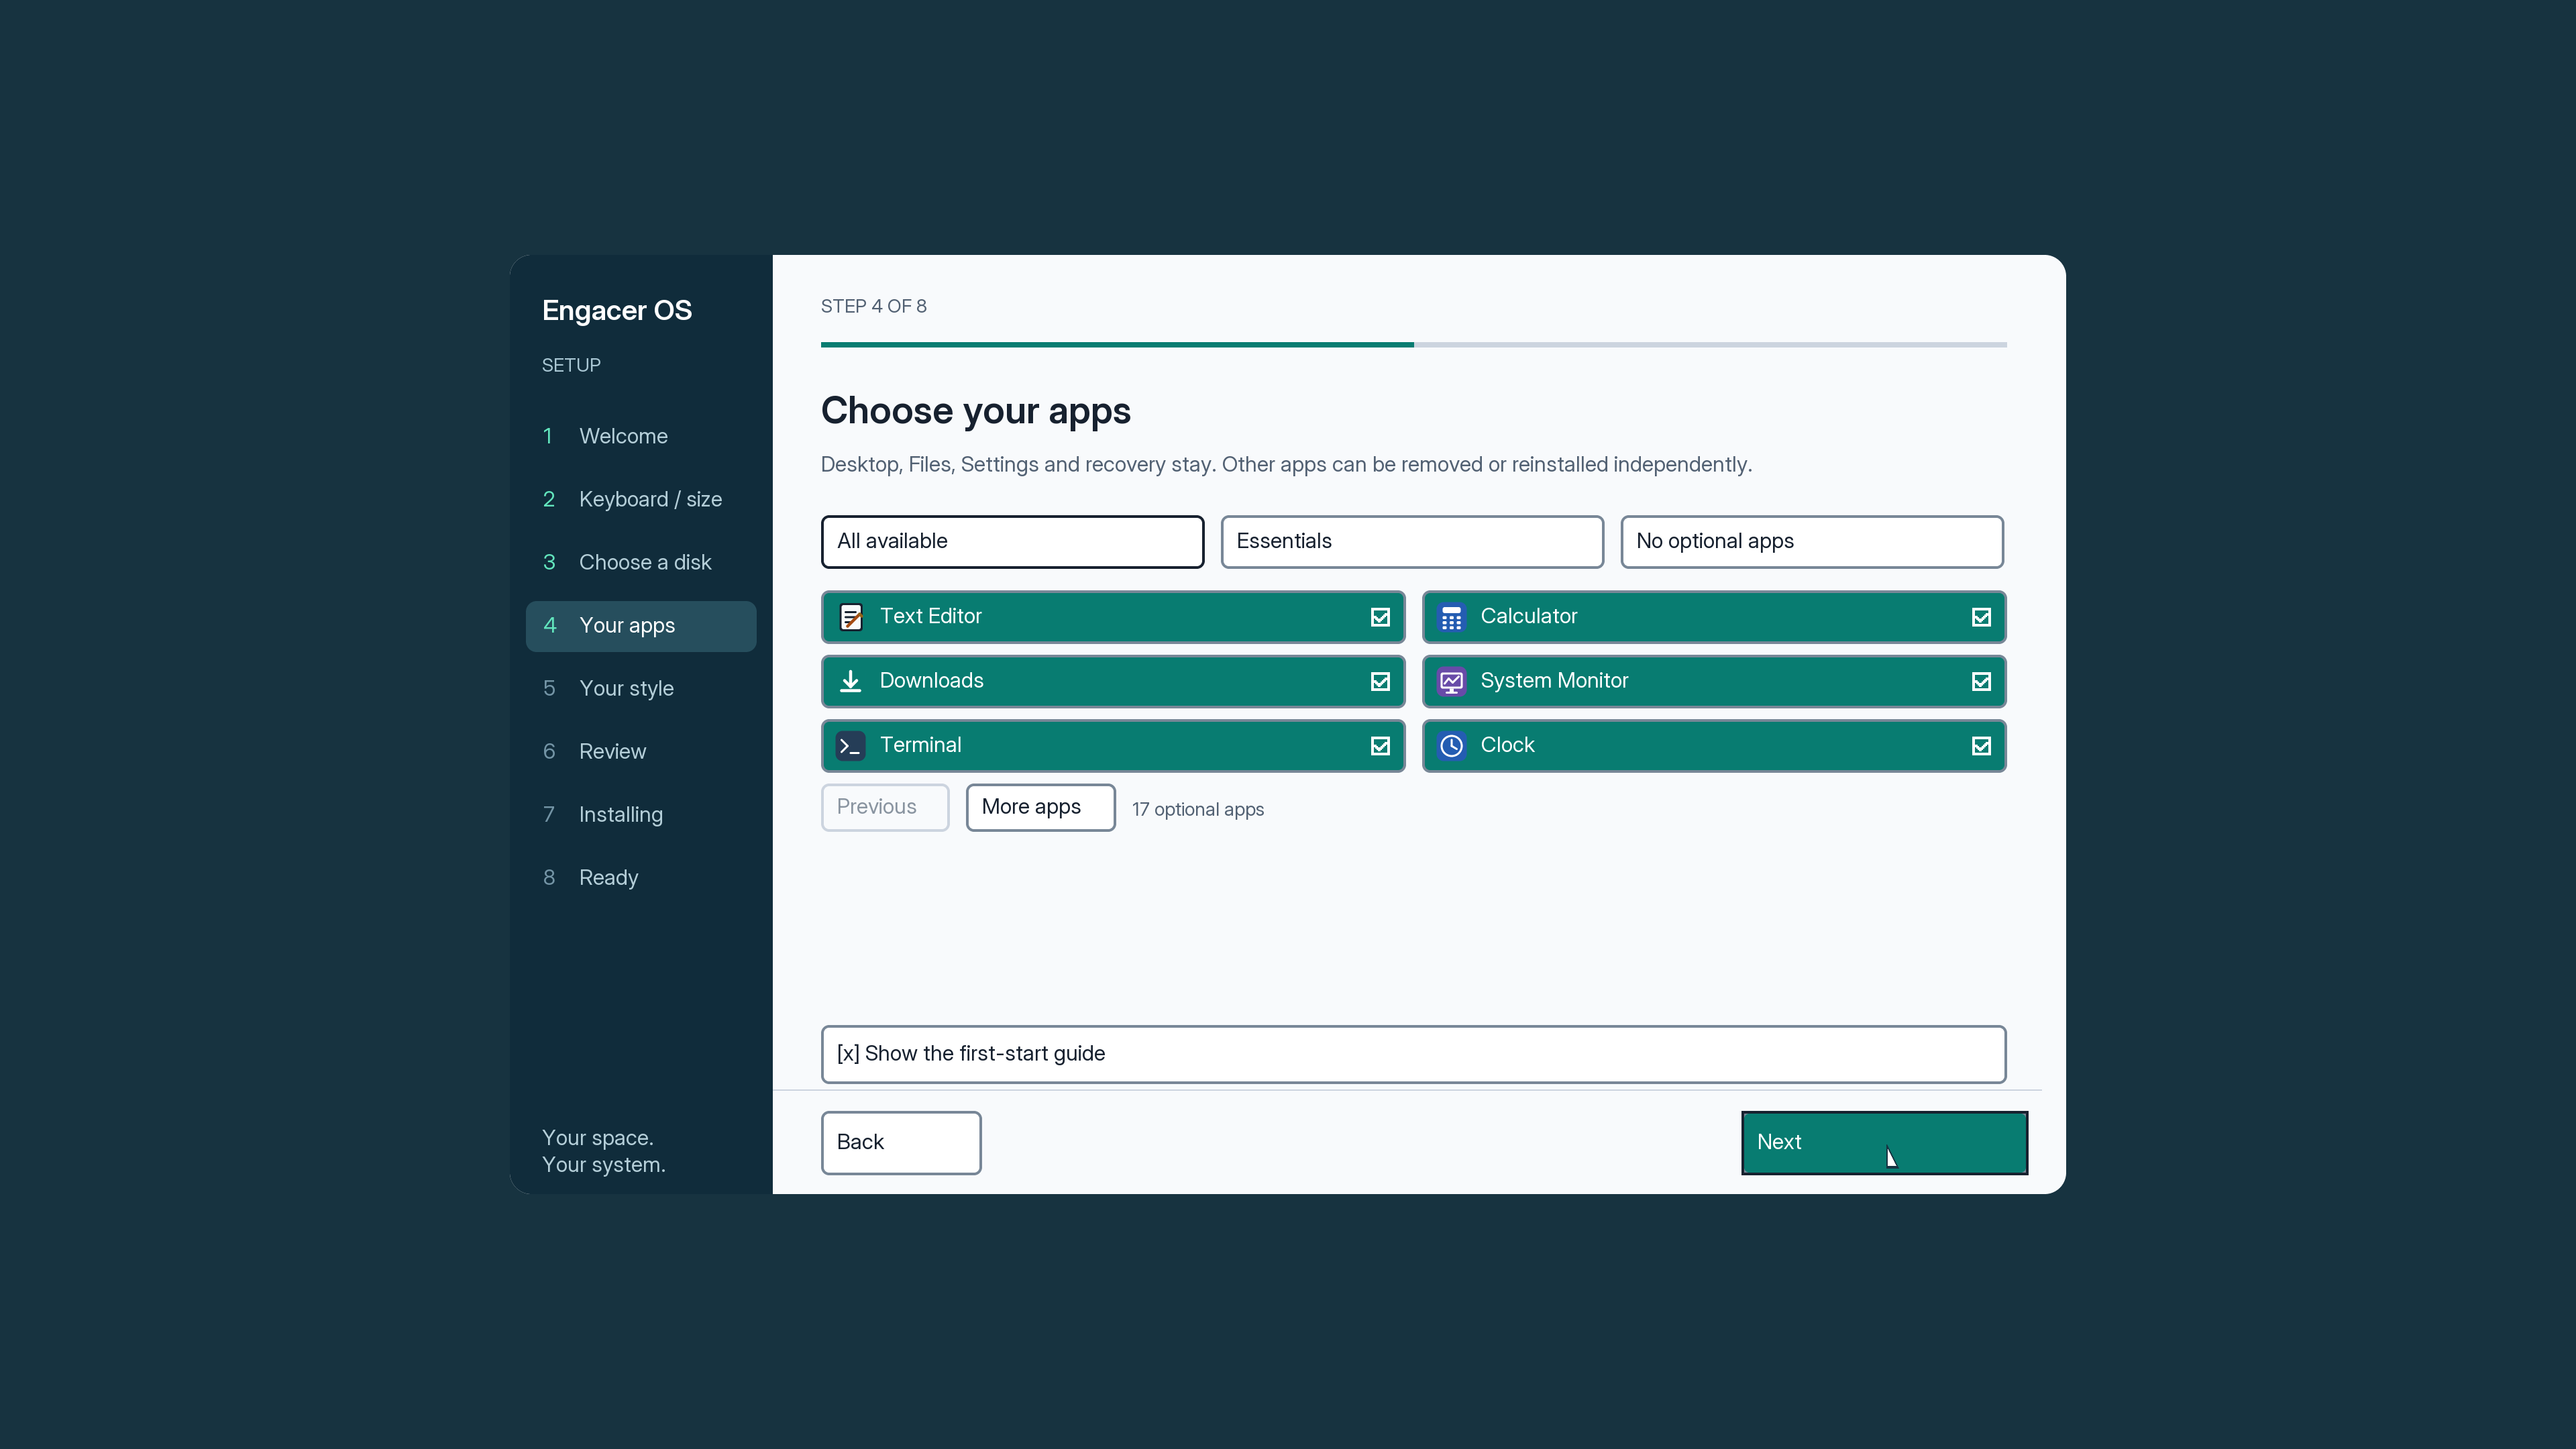 Engacer OS
SETUP
1 Welcome
2 Keyboard / size
3 Choose a disk
4 Your apps
5 Your style
6 Review
7 Installing
8 Ready
Your space.
Your system.
STEP 4 OF 8
Choose your apps
Desktop, Files, Settings and recovery stay. Other apps can be removed or reinstalled independently.
All available Essentials No optional apps
Text Editor Calculator
Downloads System Monitor
Terminal Clock
Previous More apps 17 optional apps
[x] Show the first-start guide
Back Next